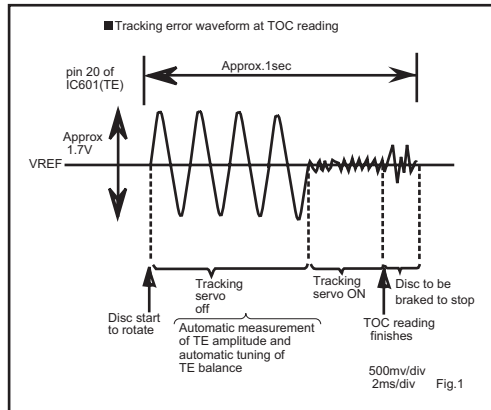 ■Tracking error waveform at TOC reading
pin 20 of
IC601(TE)
Approx.1sec
Approx
1.7V
VREF
Disc start
to rotate
Tracking
servo
off
Tracking
servo ON
Disc to be
braked to stop
Automatic measurement
of TE amplitude and
automatic tuning of
TE balance
TOC reading
finishes
500mv/div
2ms/div
Fig.1